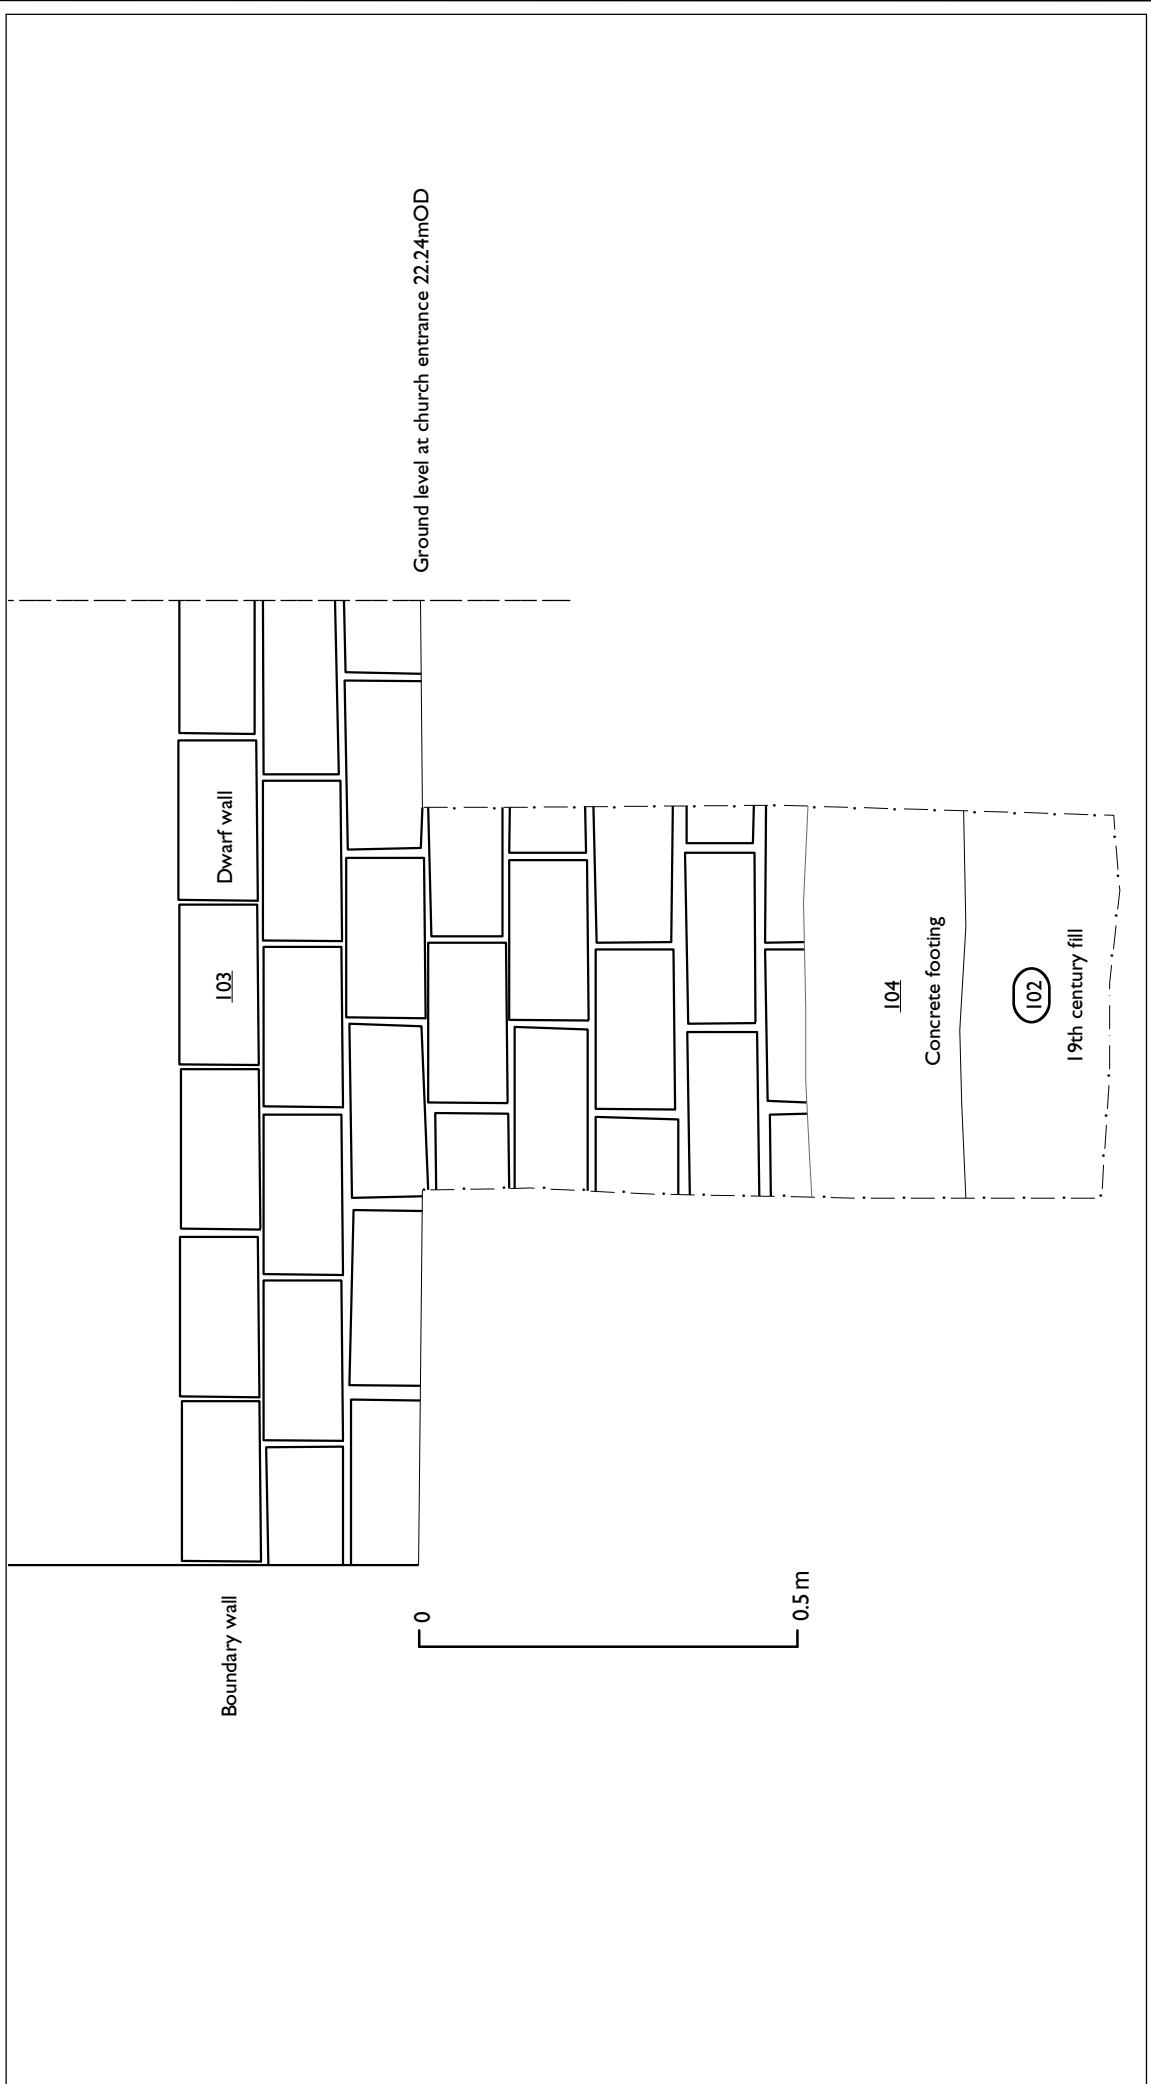 Ground level at church entrance 22.24mOD
Dwarf wall
103
Boundary wall
0
0.5 m
104
Concrete footing
102
19th century fill